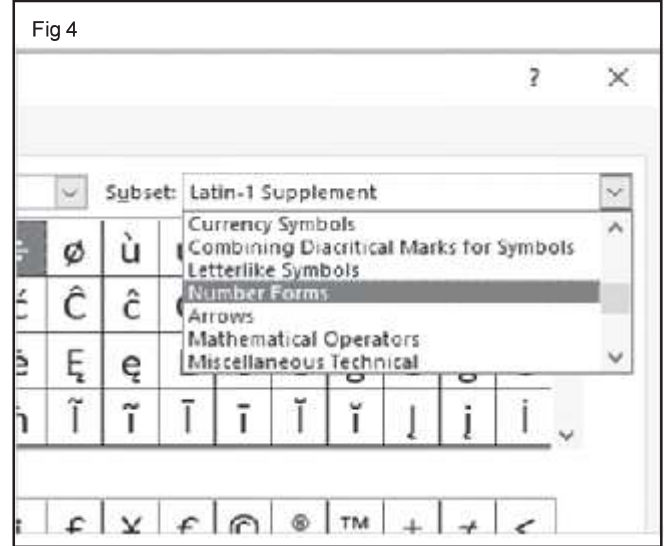 Fig 4
? ×
Subset: Latin-1 Supplement
Currency Symbols
Combining Diacritical Marks for Symbols
Letterlike Symbols
Number Forms
Arrows
Mathematical Operators
Miscellaneous Technical
÷ ø ù
Ĉ ĉ
Ę ę
Ĩ ĩ Ī ī Ĭ ĭ Į į İ
£ ¥ © ® ™ ±